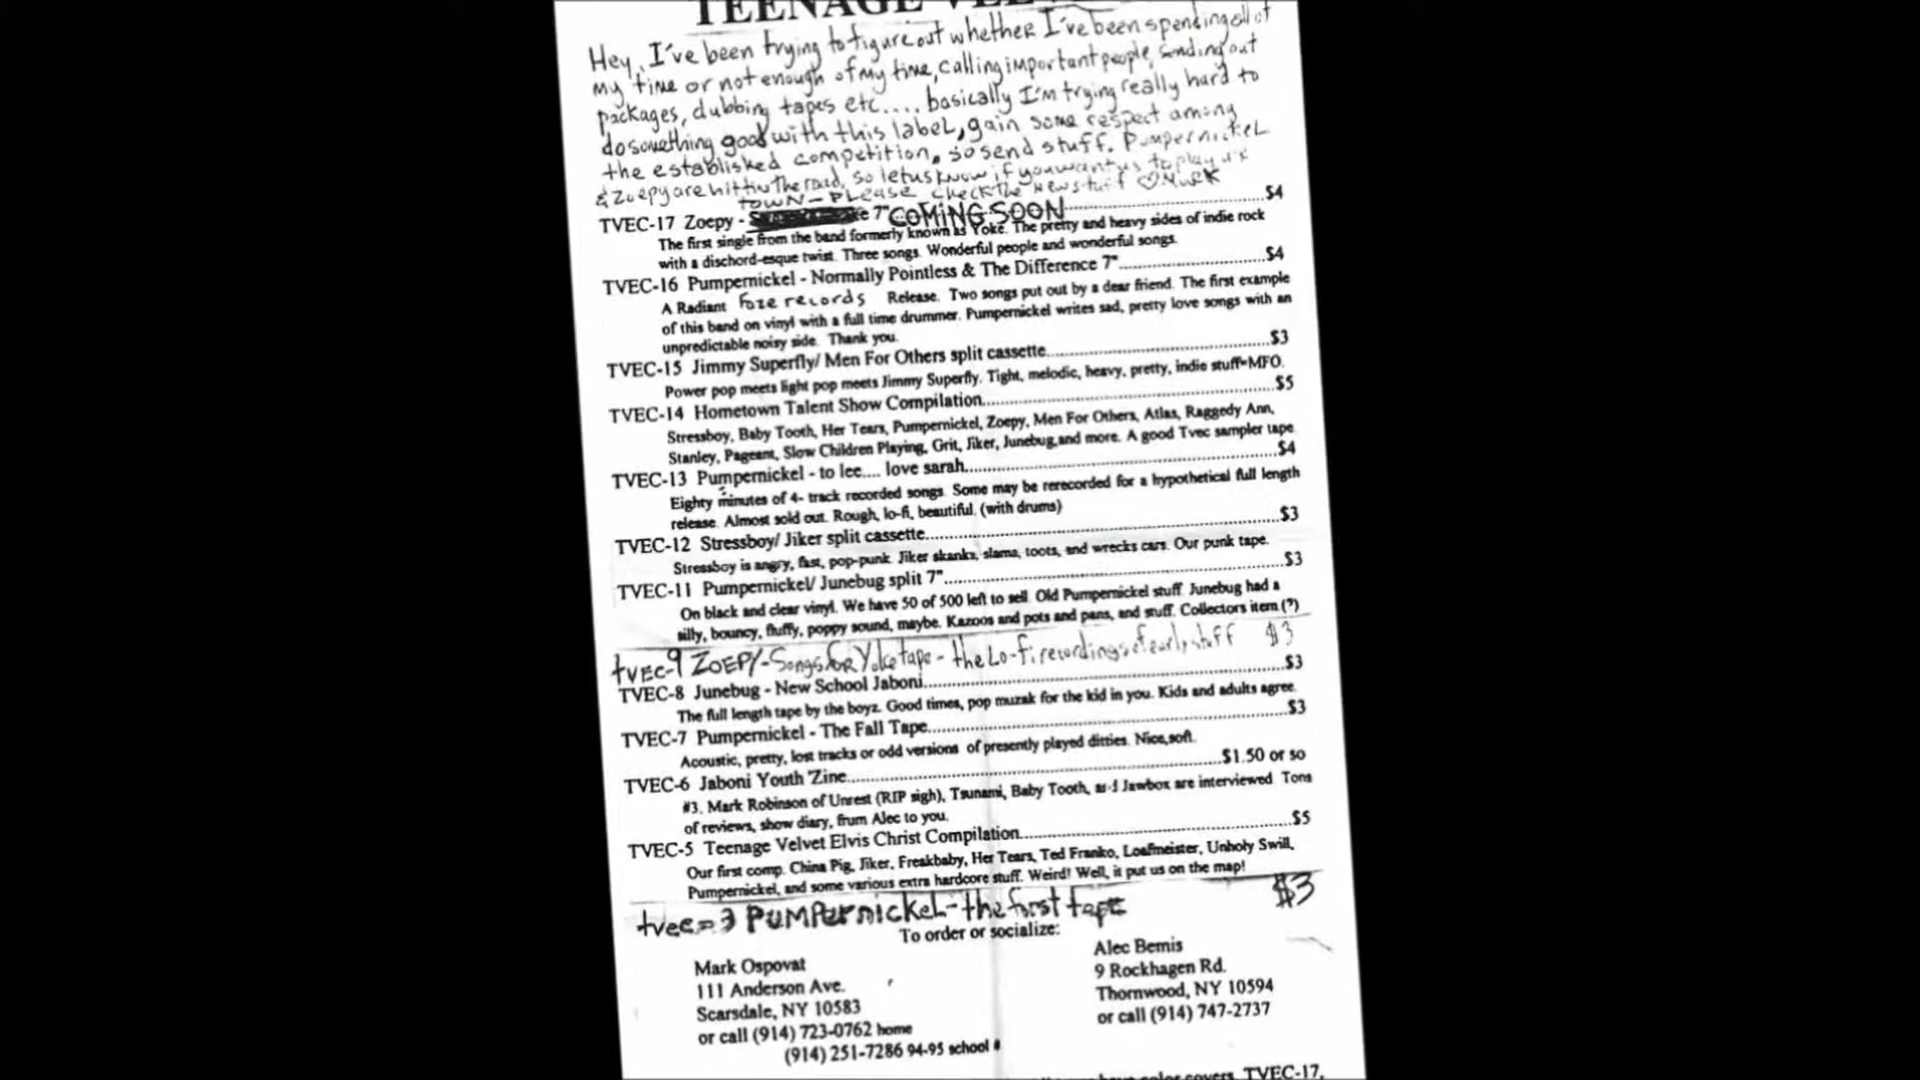 TEENAGE
Hey, I've been trying to figure out whether I've been spending all of
my time or not enough of my time, calling important people, sending out
packages, dubbing tapes etc.... basically I'm trying really hard to
do something good with this label, gain some respect among
the established competition, so send stuff. Pumpernickel
& Zoepy are hittin the road, so let us know if you want us to play
town - PLEASE CHECK THE New stuff ♡ Mark
TVEC-17 Zoepy - 7" COMING SOON $4
The first single from the band formerly known as Yoke. The pretty and heavy sides of indie rock
with a dischord-esque twist. Three songs. Wonderful people and wonderful songs.
TVEC-16 Pumpernickel - Normally Pointless & The Difference 7"........................$4
A Radiant Foze records Release. Two songs put out by a dear friend. The first example
of this band on vinyl with a full time drummer. Pumpernickel writes sad, pretty love songs with an
unpredictable noisy side. Thank you.
TVEC-15 Jimmy Superfly/ Men For Others split cassette........................$3
Power pop meets light pop meets Jimmy Superfly. Tight, melodic, heavy, pretty, indie stuff=MFO.
TVEC-14 Hometown Talent Show Compilation........................$5
Stressboy, Baby Tooth, Her Tears, Pumpernickel, Zoepy, Men For Others, Atlas, Raggedy Ann,
Stanley, Pageant, Slow Children Playing, Grit, Jiker, Junebug,and more. A good Tvec sampler tape.
TVEC-13 Pumpernickel - to lee.... love sarah........................$4
Eighty minutes of 4- track recorded songs. Some may be rerecorded for a hypothetical full length
release. Almost sold out. Rough, lo-fi, beautiful. (with drums)
TVEC-12 Stressboy/ Jiker split cassette........................$3
Stressboy is angry, fast, pop-punk. Jiker skanks, slams, toots, and wrecks cars. Our punk tape.
TVEC-11 Pumpernickel/ Junebug split 7"........................$3
On black and clear vinyl. We have 50 of 500 left to sell. Old Pumpernickel stuff. Junebug had a
silly, bouncy, fluffy, poppy sound, maybe. Kazoos and pots and pans, and stuff. Collectors item (?)
tvec-9 ZOEPY - Songs for Yoke tape - the Lo-fi recordings of early stuff $3
TVEC-8 Junebug - New School Jaboni........................$3
The full length tape by the boyz. Good times, pop muzak for the kid in you. Kids and adults agree.
TVEC-7 Pumpernickel - The Fall Tape........................$3
Acoustic, pretty, lost tracks or odd versions of presently played ditties. Nice,soft.
TVEC-6 Jaboni Youth 'Zine........................$1.50 or so
#3. Mark Robinson of Unrest (RIP sigh), Tsunami, Baby Tooth, and Jawbox are interviewed Tons
of reviews, show diary, frum Alec to you.
TVEC-5 Teenage Velvet Elvis Christ Compilation........................$5
Our first comp. China Pig, Jiker, Freakbaby, Her Tears, Ted Franko, Loafmeister, Unholy Swill,
Pumpernickel, and some various extra hardcore stuff. Weird! Well, it put us on the map!
tvec-3 PUMPernickel - the first tape $3
To order or socialize:
Mark Ospovat
111 Anderson Ave.
Scarsdale, NY 10583
or call (914) 723-0762 home
(914) 251-7286 94-95 school #
Alec Bemis
9 Rockhagen Rd.
Thornwood, NY 10594
or call (914) 747-2737
color covers. TVEC-17,